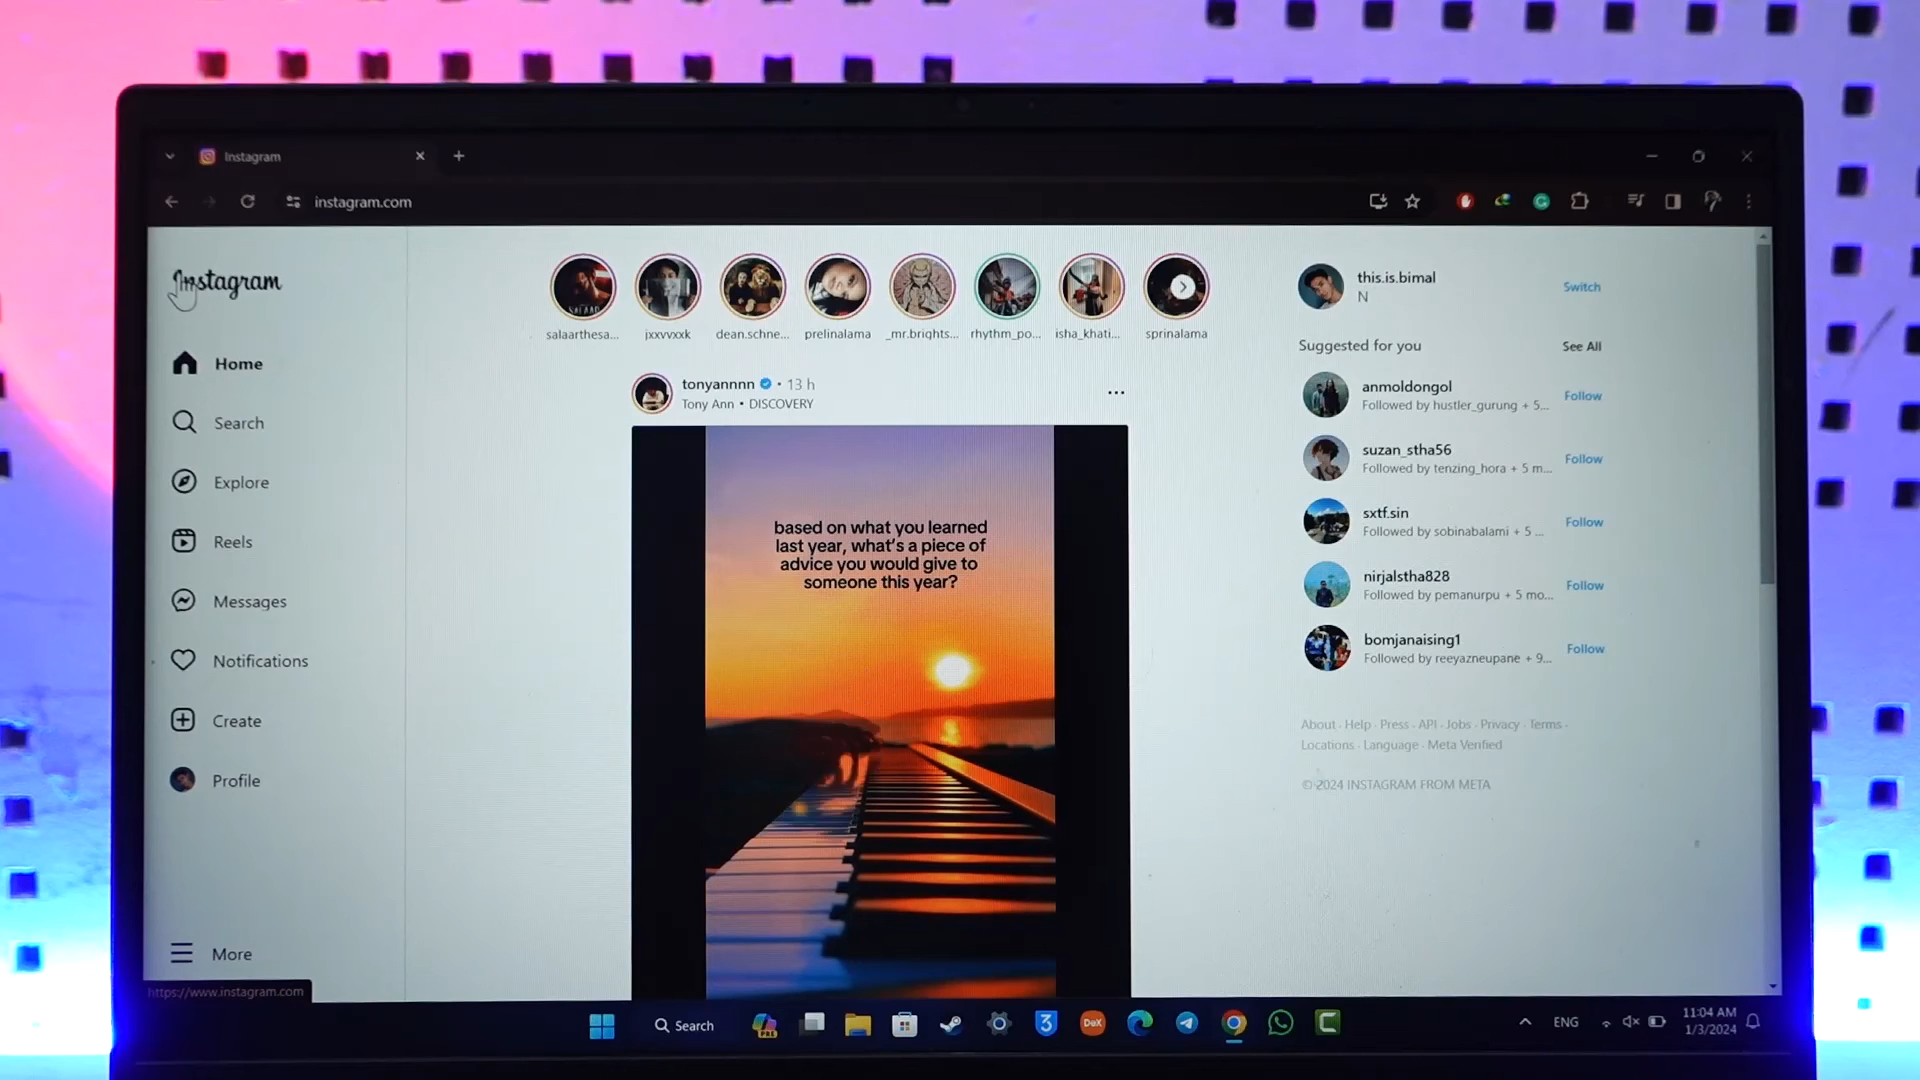 Instagram
instagram.com
Instagram
Home
Search
Explore
Reels
Messages
Notifications
Create
Profile
More
https://www.instagram.com
salaarthesa...
jxxvvxxk
dean.schne...
prelinalama
_mr.brights...
rhythm_po...
isha_khati...
sprinalama
tonyannnn • 13 h
Tony Ann • DISCOVERY
based on what you learned
last year, what's a piece of
advice you would give to
someone this year?
this.is.bimal
N
Switch
Suggested for you
See All
anmoldongol
Followed by hustler_gurung + 5...
Follow
suzan_stha56
Followed by tenzing_hora + 5 m...
Follow
sxtf.sin
Followed by sobinabalami + 5 ...
Follow
nirjalstha828
Followed by pemanurpu + 5 mo...
Follow
bomjanaising1
Followed by reeyazneupane + 9...
Follow
About · Help · Press · API · Jobs · Privacy · Terms ·
Locations · Language · Meta Verified
© 2024 INSTAGRAM FROM META
Search
PRE
3
DeX
ENG
11:04 AM
1/3/2024